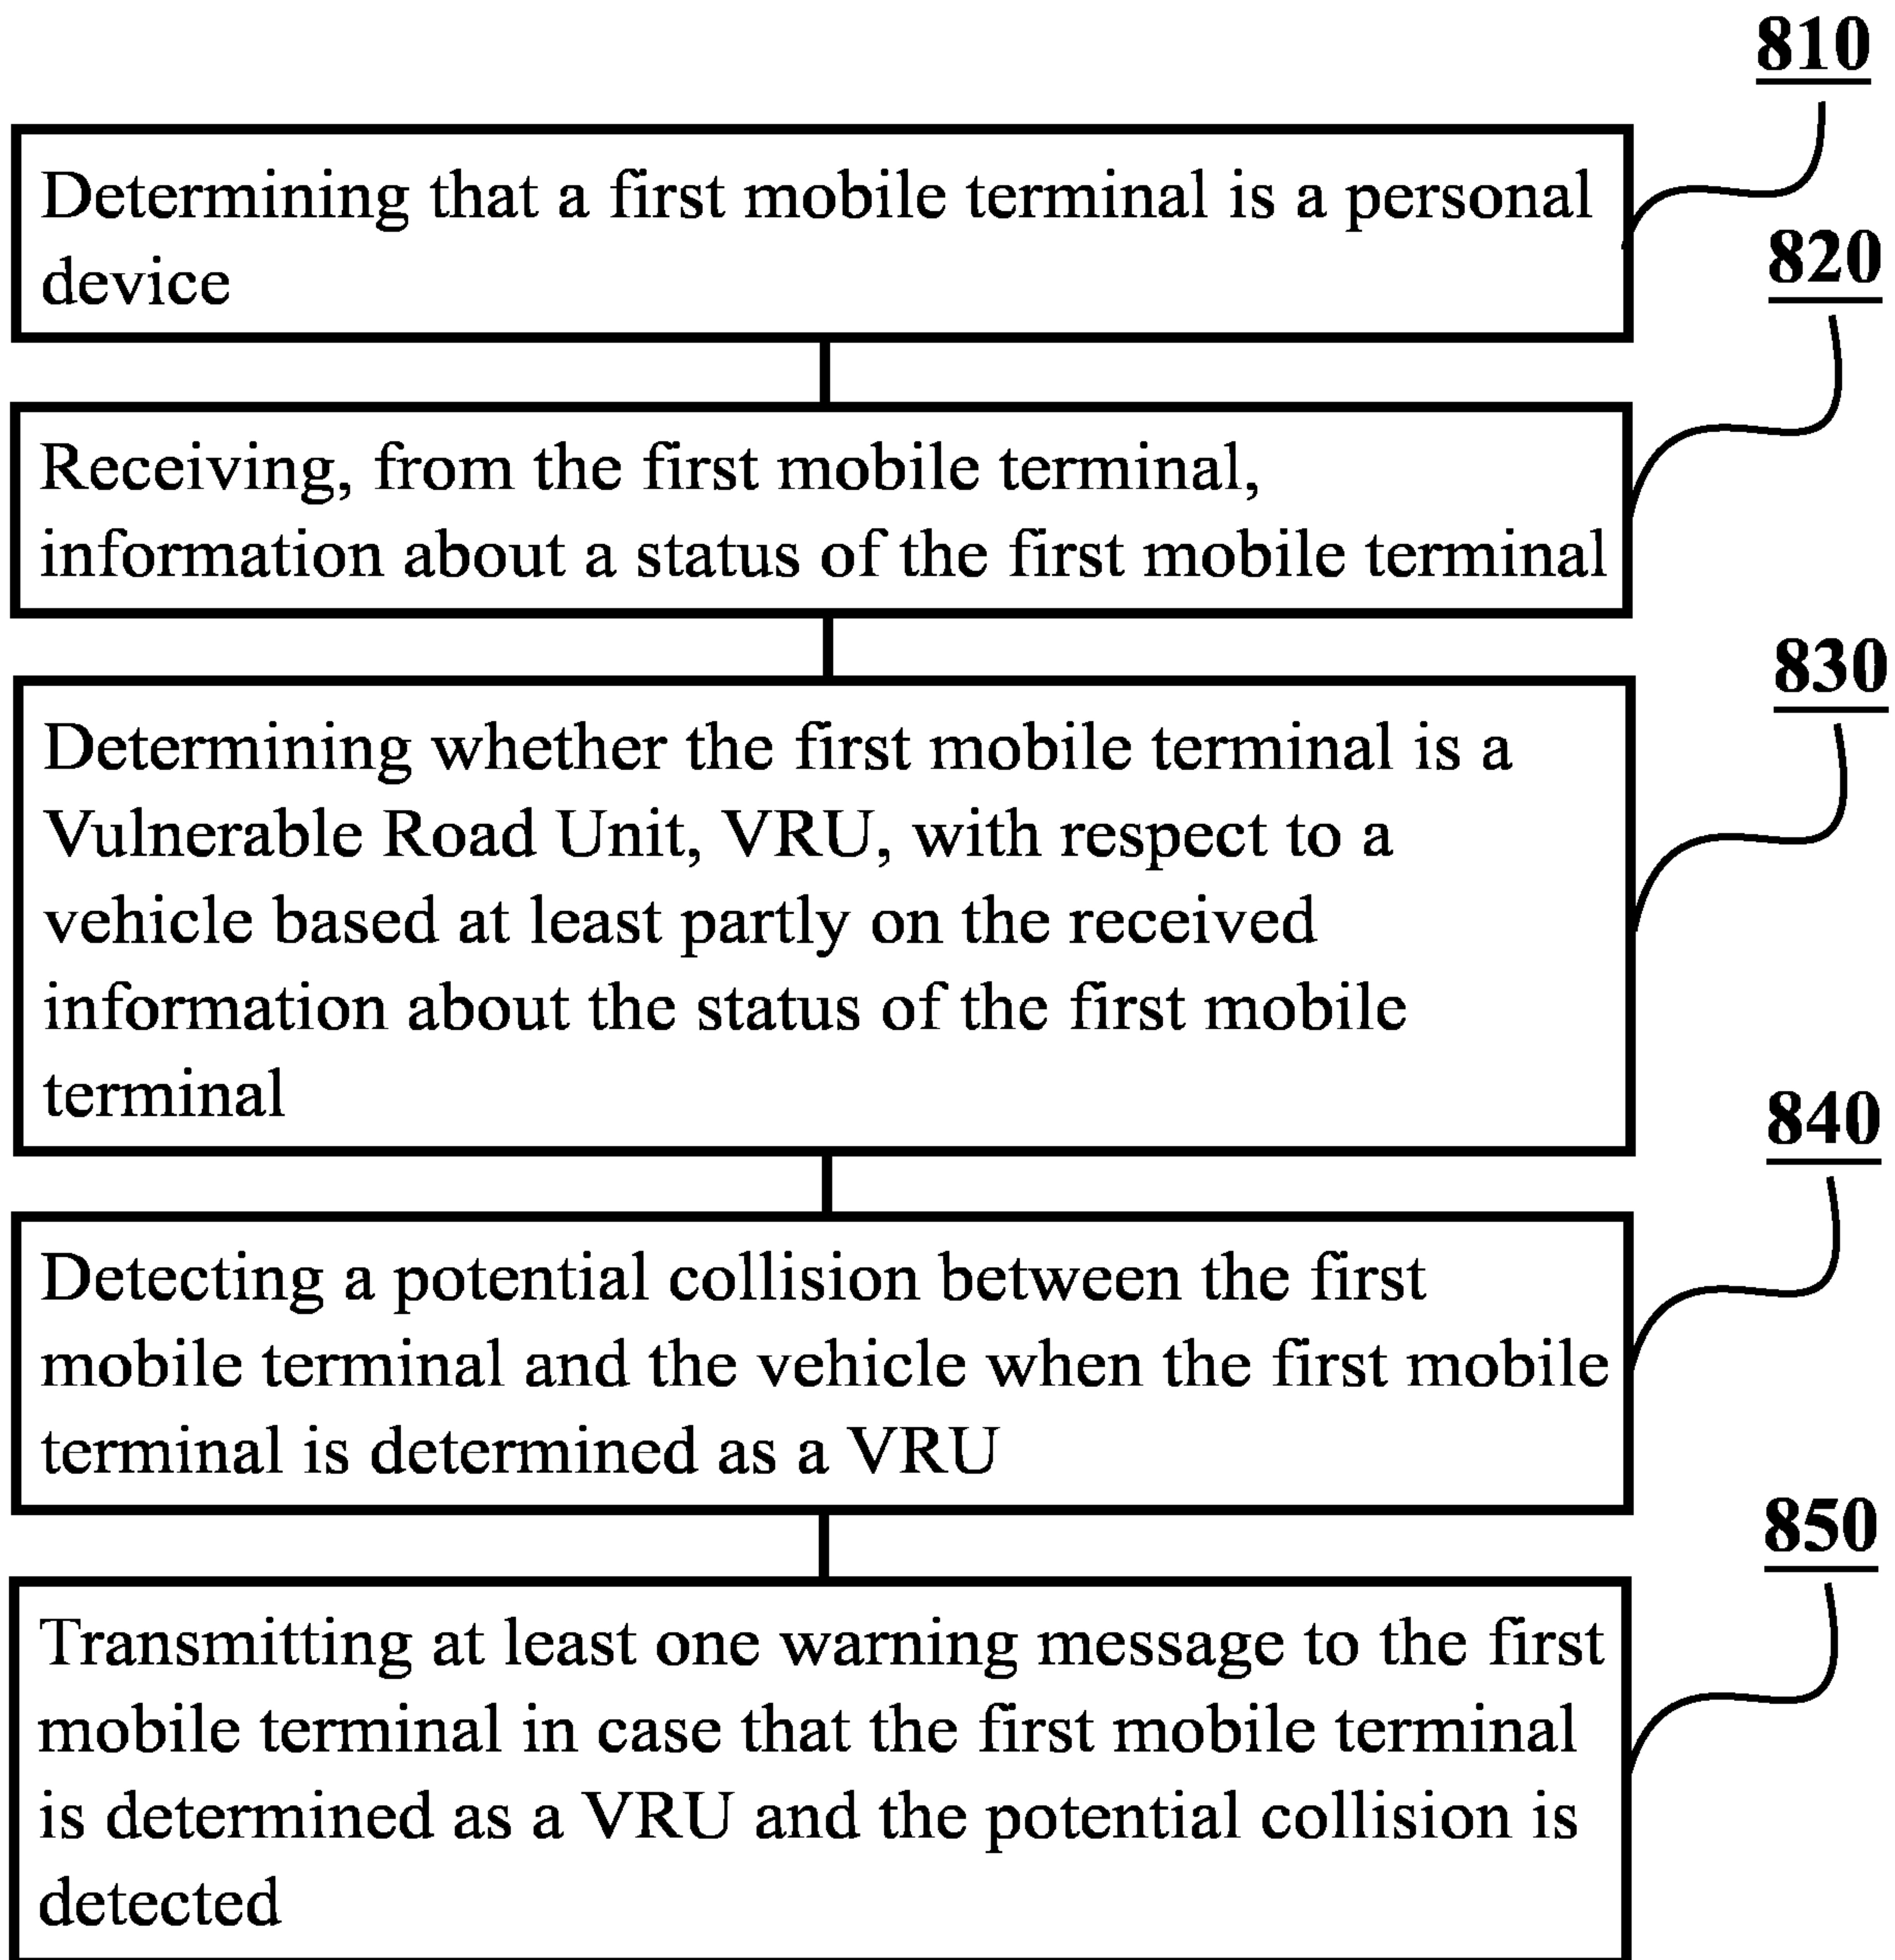 810
Determining that a first mobile terminal is a personal
device
820
Receiving, from the first mobile terminal,
information about a status of the first mobile terminal
830
Determining whether the first mobile terminal is a
Vulnerable Road Unit, VRU, with respect to a
vehicle based at least partly on the received
information about the status of the first mobile
terminal
840
Detecting a potential collision between the first
mobile terminal and the vehicle when the first mobile
terminal is determined as a VRU
850
Transmitting at least one warning message to the first
mobile terminal in case that the first mobile terminal
is determined as a VRU and the potential collision is
detected